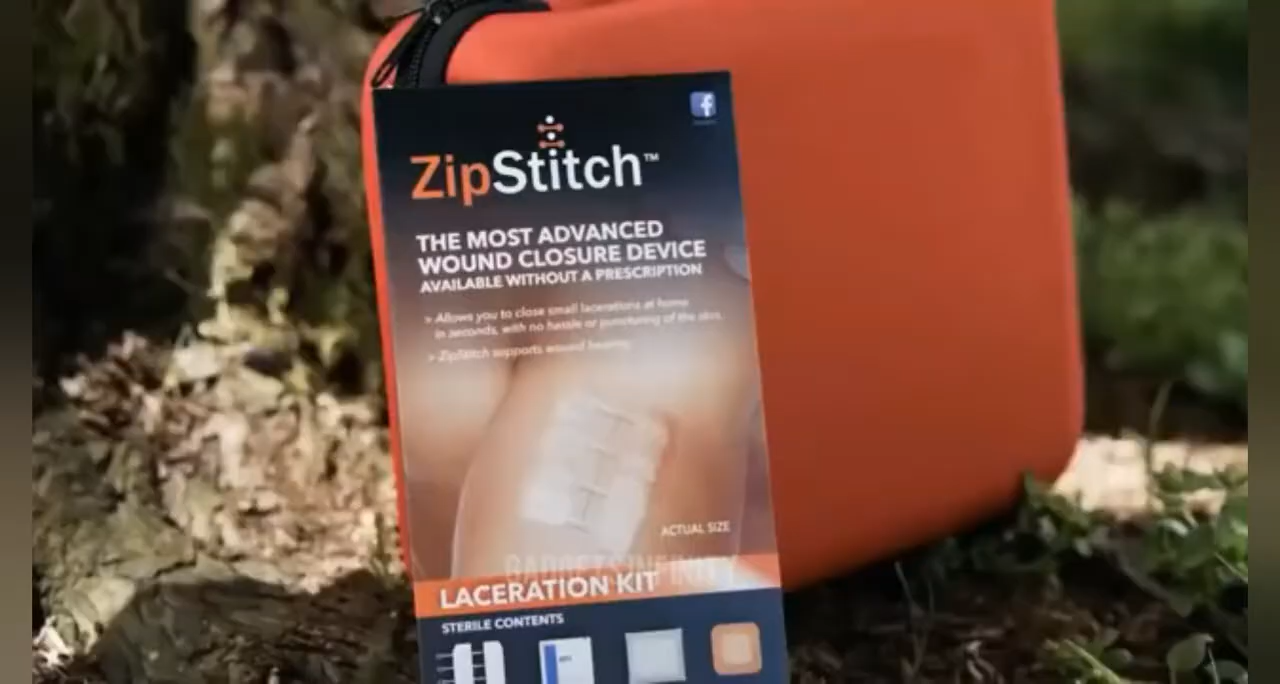 ZipStitch™
THE MOST ADVANCED
WOUND CLOSURE DEVICE
AVAILABLE WITHOUT A PRESCRIPTION
> Allows you to close small lacerations at home
in seconds, with no hassle or puncturing of the skin.
> ZipStitch supports wound healing
ACTUAL SIZE
GADGETS INFINITY
LACERATION KIT
STERILE CONTENTS